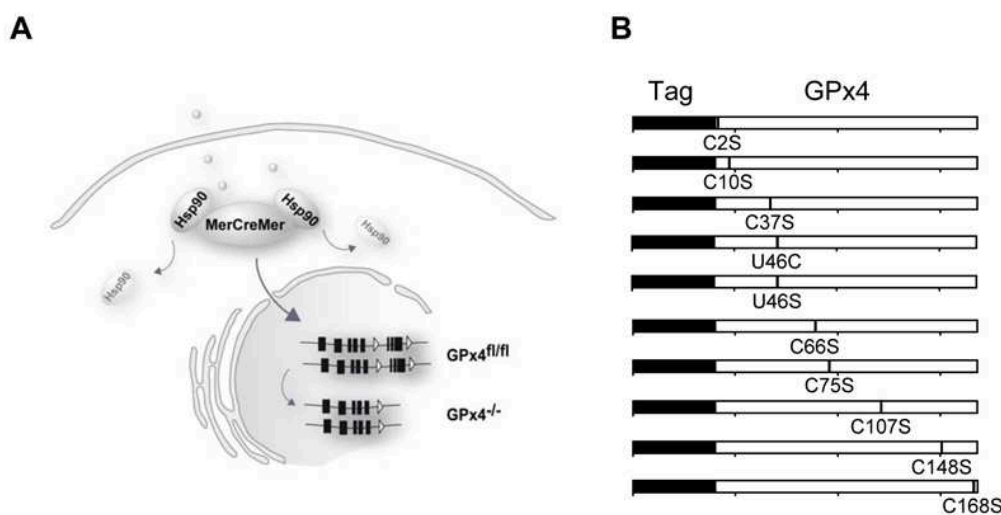 A
Hsp90
Hsp90
MerCreMer
Hsp90
Hsp90
GPx4fl/fl
GPx4-/-
B
Tag GPx4
C2S
C10S
C37S
U46C
U46S
C66S
C75S
C107S
C148S
C168S